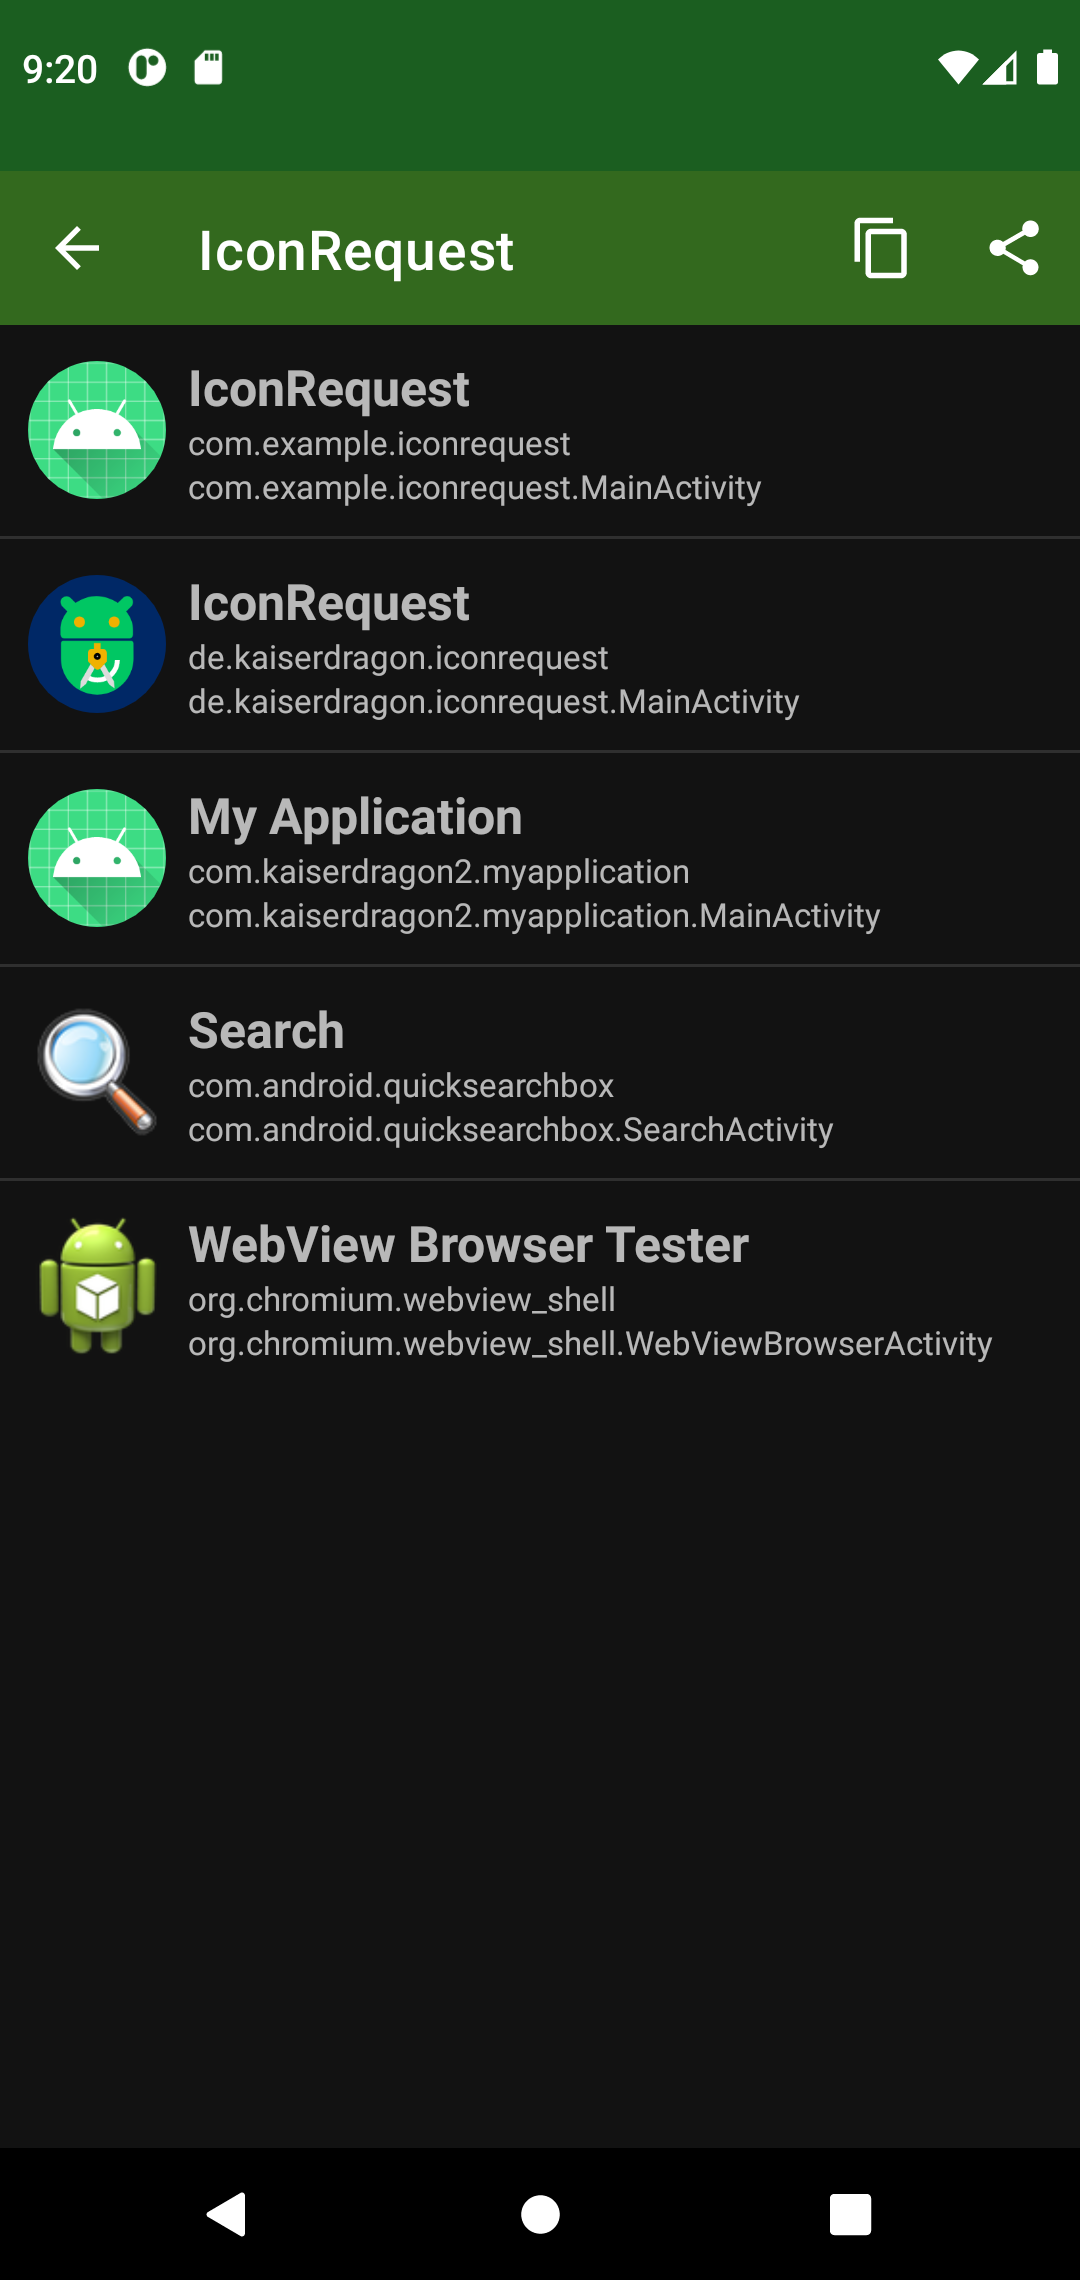 9:20
IconRequest
IconRequest
com.example.iconrequest
com.example.iconrequest.MainActivity
IconRequest
de.kaiserdragon.iconrequest
de.kaiserdragon.iconrequest.MainActivity
My Application
com.kaiserdragon2.myapplication
com.kaiserdragon2.myapplication.MainActivity
Search
com.android.quicksearchbox
com.android.quicksearchbox.SearchActivity
WebView Browser Tester
org.chromium.webview_shell
org.chromium.webview_shell.WebViewBrowserActivity